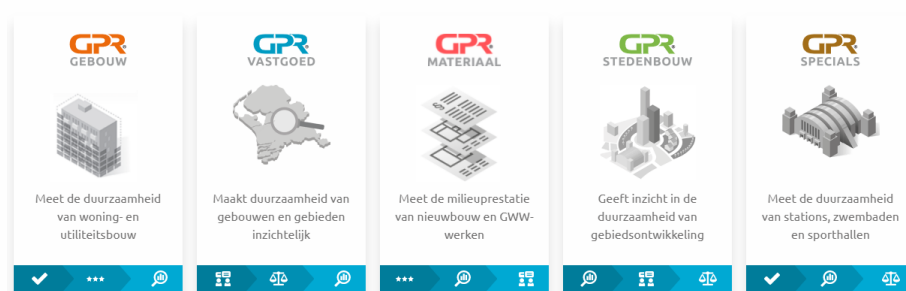 GPR
GEBOUW
Meet de duurzaamheid
van woning- en
utiliteitsbouw
GPR
VASTGOED
Maakt duurzaamheid van
gebouwen en gebieden
inzichtelijk
GPR
MATERIAAL
Meet de milieuprestatie
van nieuwbouw en GWW-
werken
GPR
STEDENBOUW
Geeft inzicht in de
duurzaamheid van
gebiedsontwikkeling
GPR
SPECIALS
Meet de duurzaamheid
van stations, zwembaden
en sporthallen